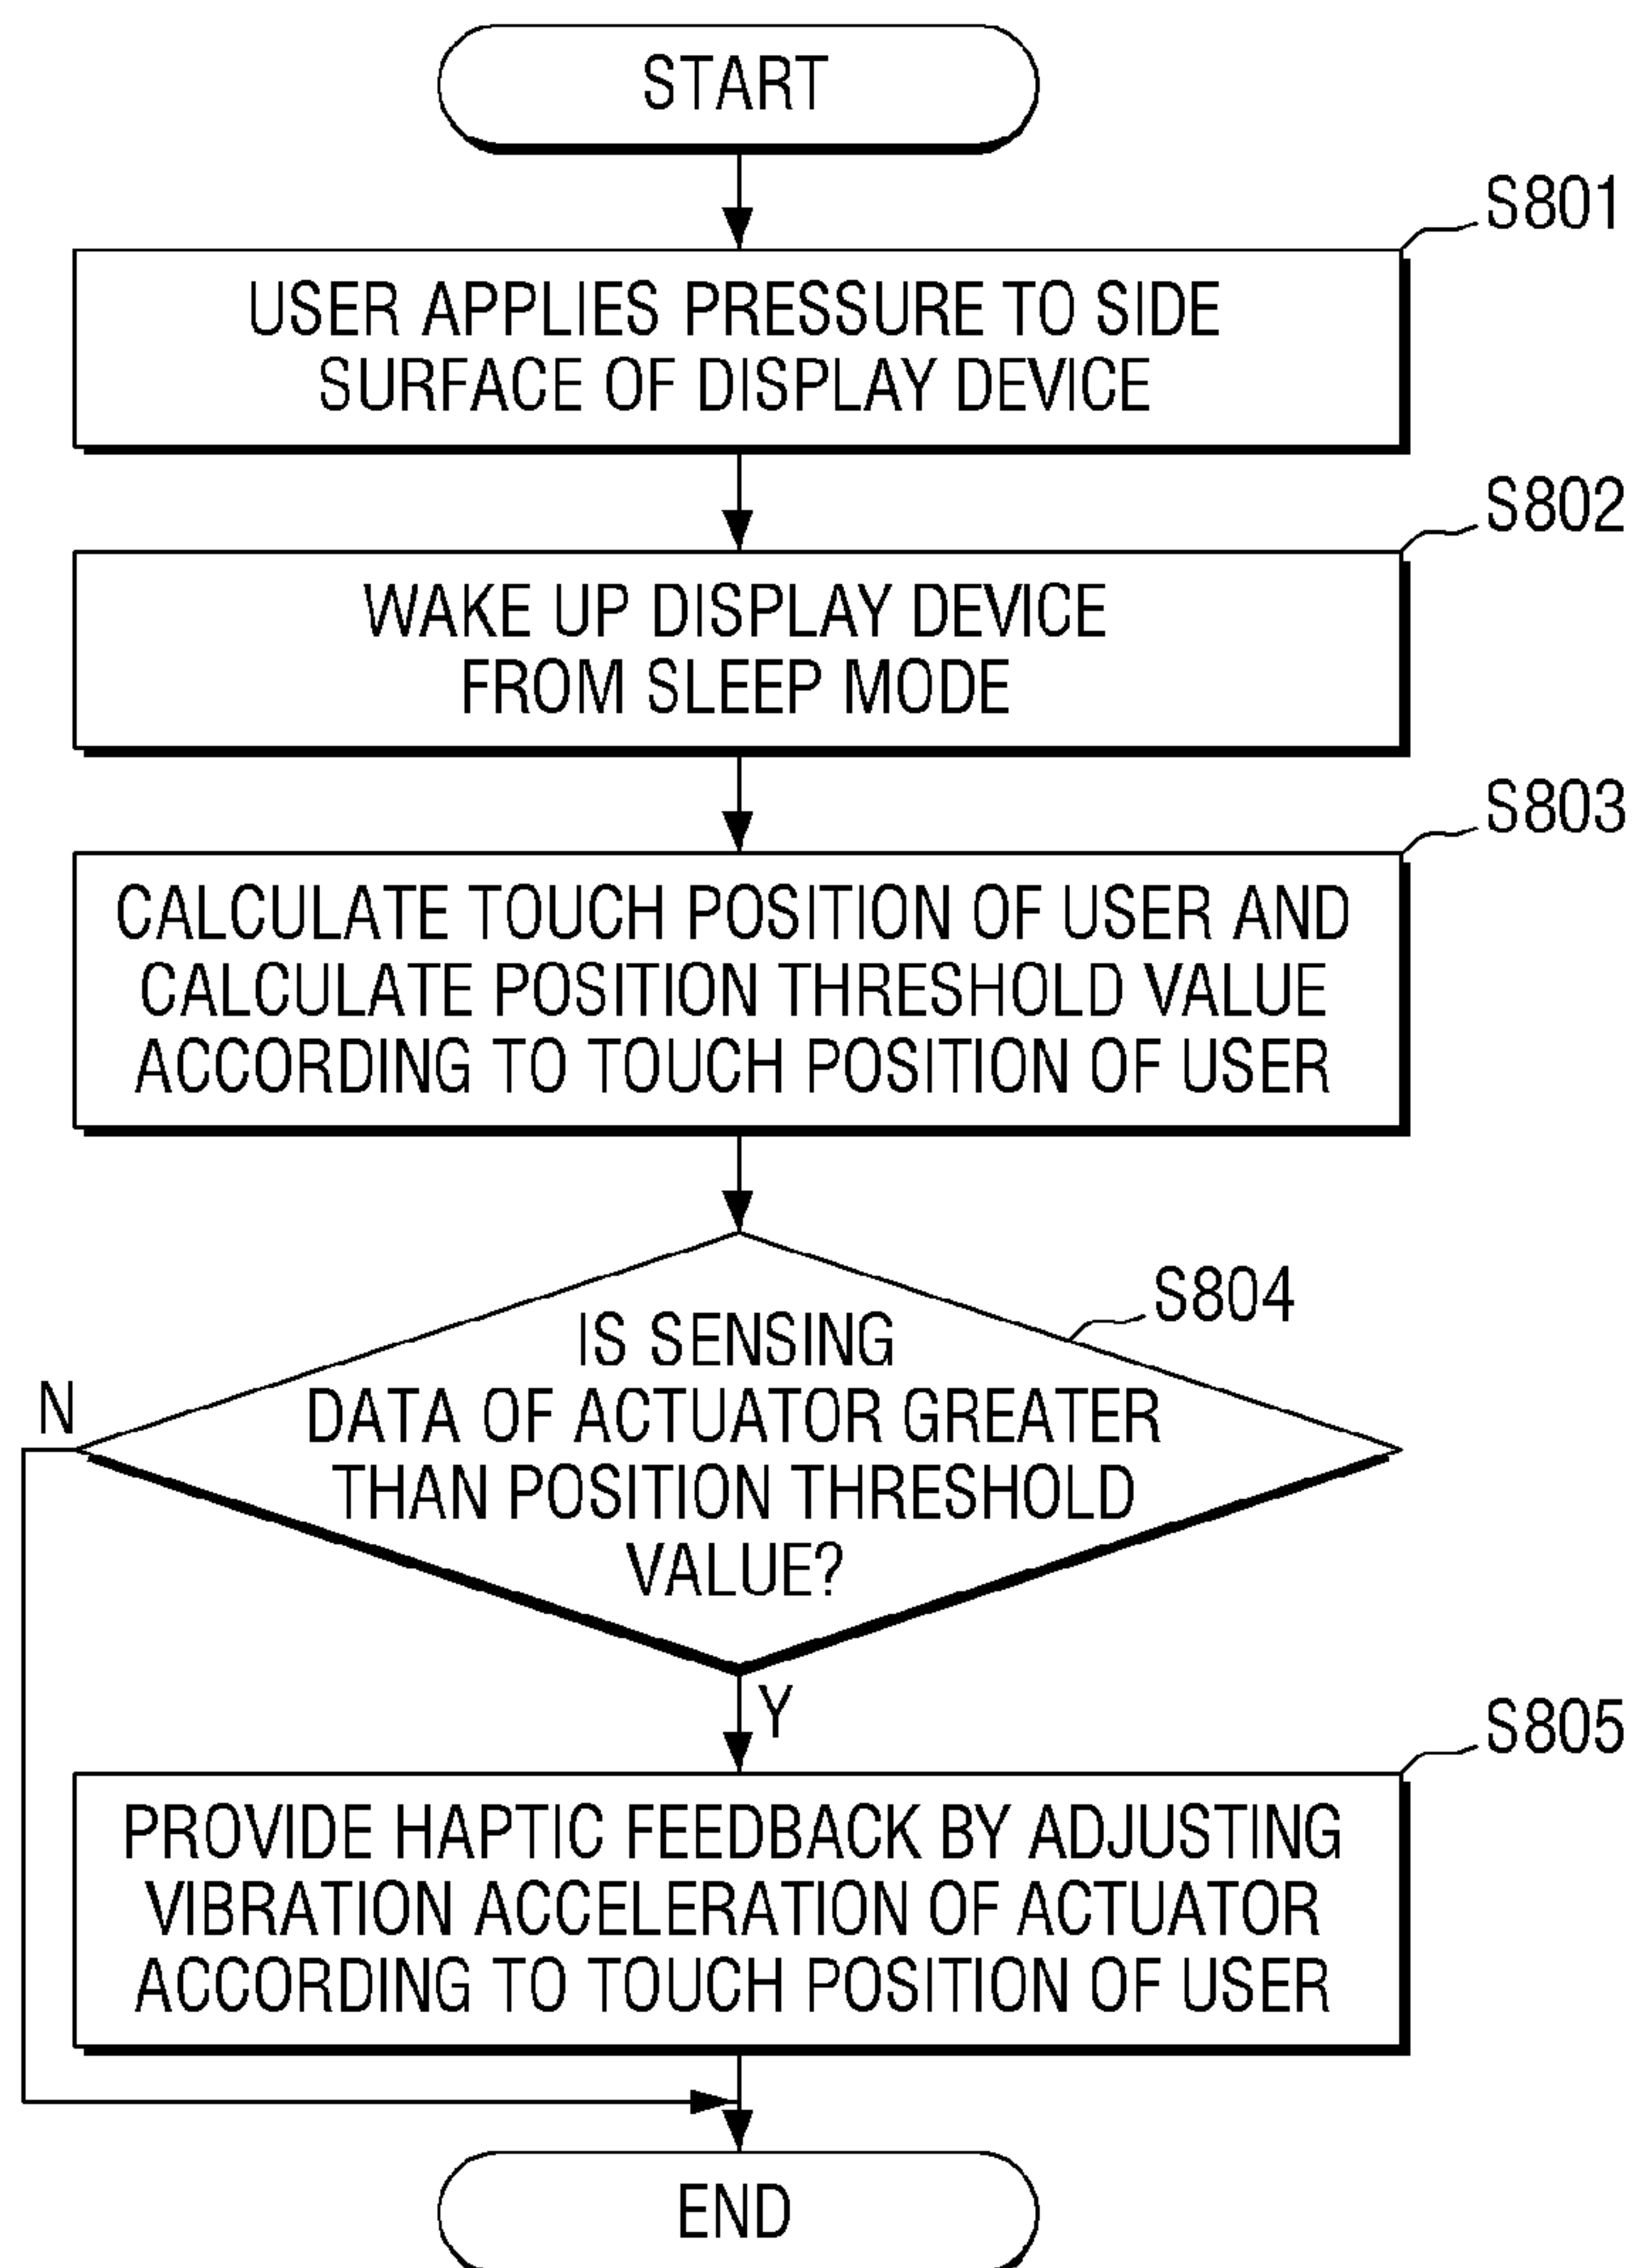 START
S801
USER APPLIES PRESSURE TO SIDE
SURFACE OF DISPLAY DEVICE
S802
WAKE UP DISPLAY DEVICE
FROM SLEEP MODE
S803
CALCULATE TOUCH POSITION OF USER AND
CALCULATE POSITION THRESHOLD VALUE
ACCORDING TO TOUCH POSITION OF USER
S804
IS SENSING
DATA OF ACTUATOR GREATER
THAN POSITION THRESHOLD
VALUE?
N
Y
S805
PROVIDE HAPTIC FEEDBACK BY ADJUSTING
VIBRATION ACCELERATION OF ACTUATOR
ACCORDING TO TOUCH POSITION OF USER
END